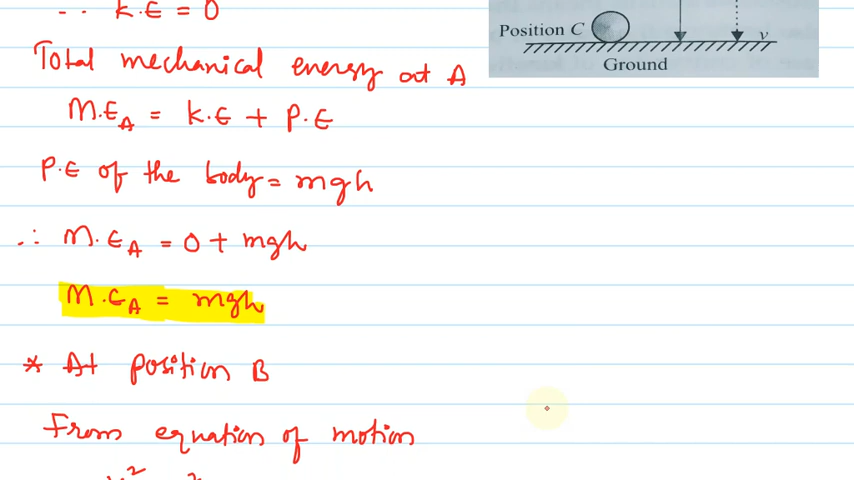 ∴ K.E = 0
Position C
v
Ground
Total mechanical energy at A
M.E_A = K.E + P.E
P.E of the body = mgh
∴ M.E_A = 0 + mgh
M.E_A = mgh
* At position B
From equation of motion